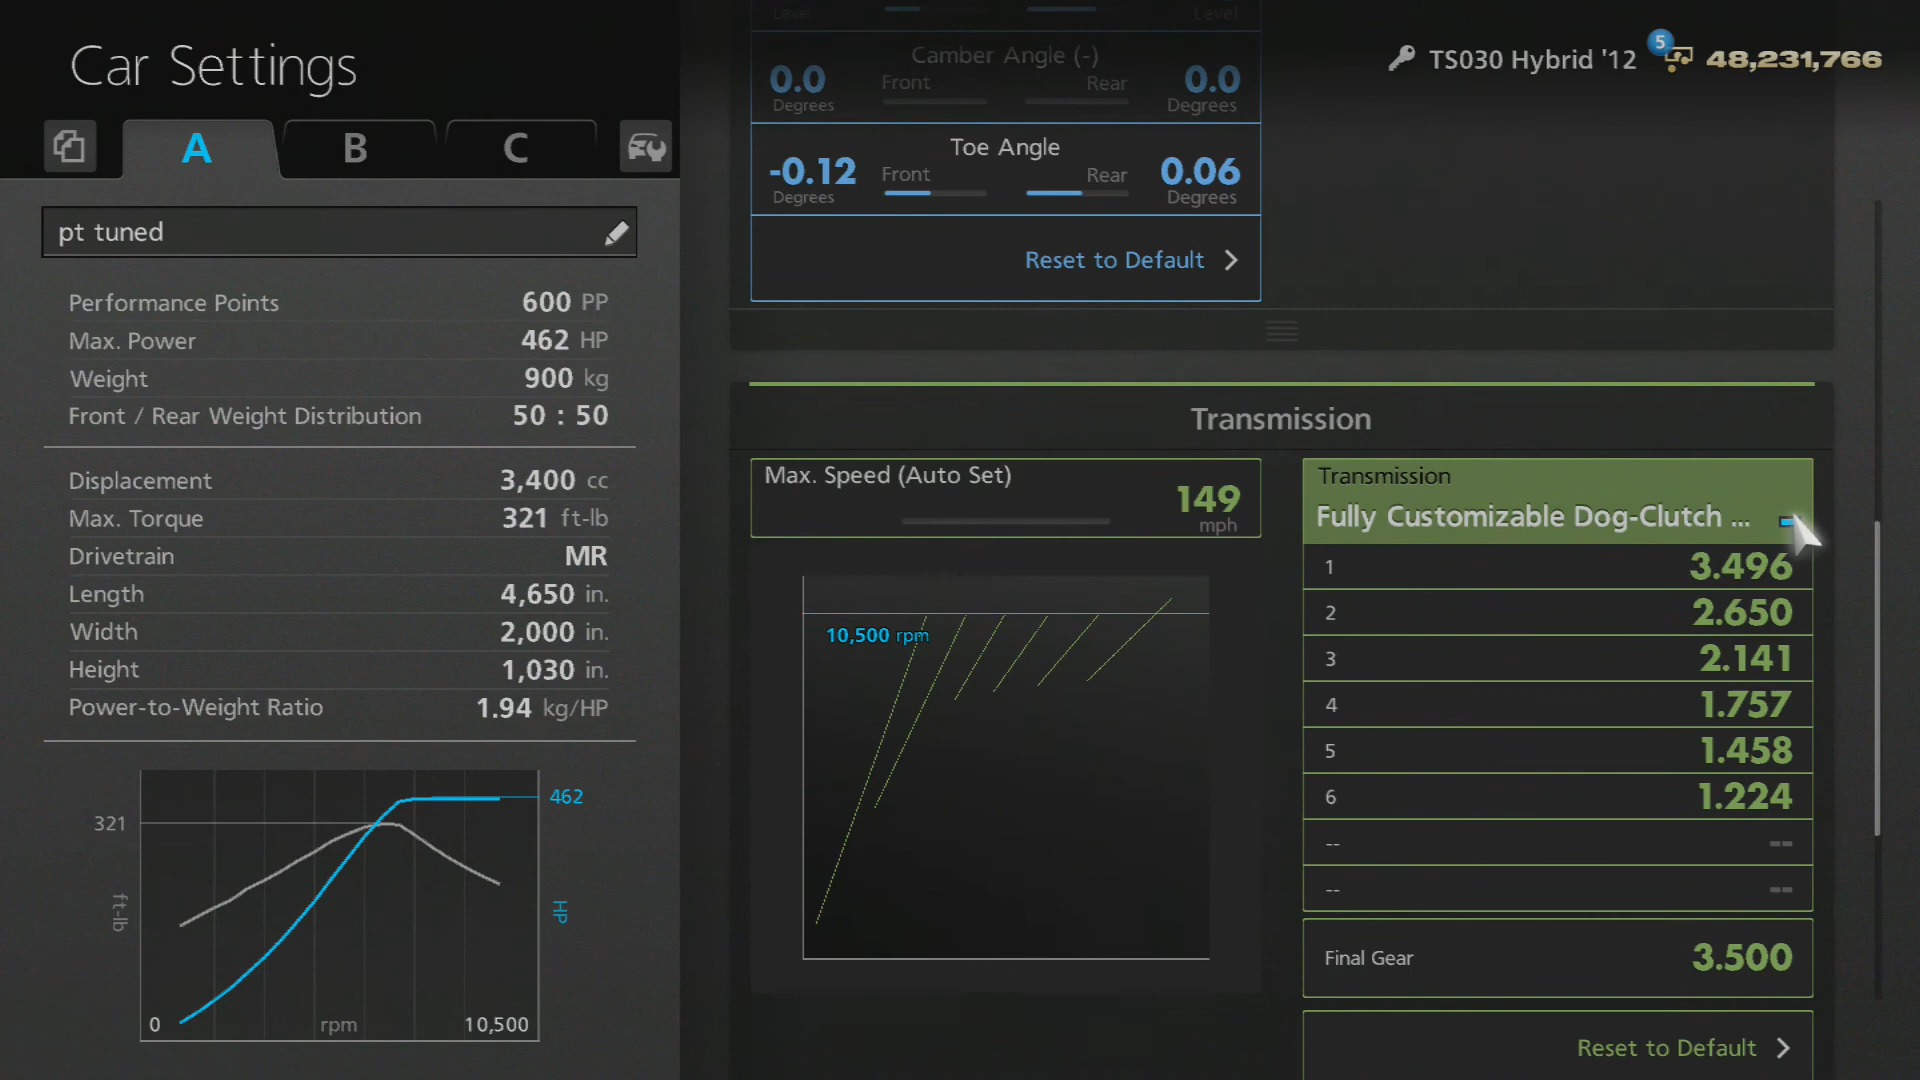 Car Settings
TS030 Hybrid '12
5
48,231,766
A
B
C
pt tuned
Performance Points 600 PP
Max. Power 462 HP
Weight 900 kg
Front / Rear Weight Distribution 50 : 50
Displacement 3,400 cc
Max. Torque 321 ft-lb
Drivetrain MR
Length 4,650 in.
Width 2,000 in.
Height 1,030 in.
Power-to-Weight Ratio 1.94 kg/HP
462
321
ft-lb
HP
0 rpm 10,500
Level Level
Camber Angle (-)
0.0 Front Rear 0.0
Degrees Degrees
Toe Angle
-0.12 Front Rear 0.06
Degrees Degrees
Reset to Default
Transmission
Max. Speed (Auto Set)
149
mph
10,500 rpm
Transmission
Fully Customizable Dog-Clutch ...
1 3.496
2 2.650
3 2.141
4 1.757
5 1.458
6 1.224
-- --
-- --
Final Gear 3.500
Reset to Default